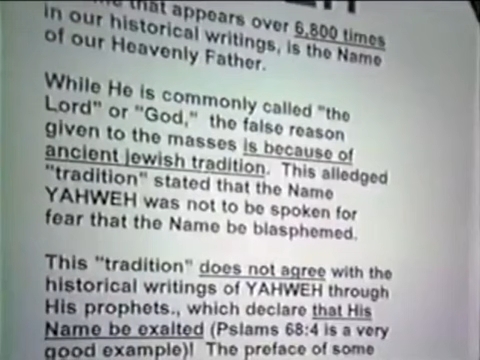 that appears over 6,800 times
in our historical writings, is the Name
of our Heavenly Father.
While He is commonly called "the
Lord" or "God," the false reason
given to the masses is because of
ancient Jewish tradition. This alledged
"tradition" stated that the Name
YAHWEH was not to be spoken for
fear that the Name be blasphemed.
This "tradition" does not agree with the
historical writings of YAHWEH through
His prophets., which declare that His
Name be exalted (Pslams 68:4 is a very
good example)! The preface of some